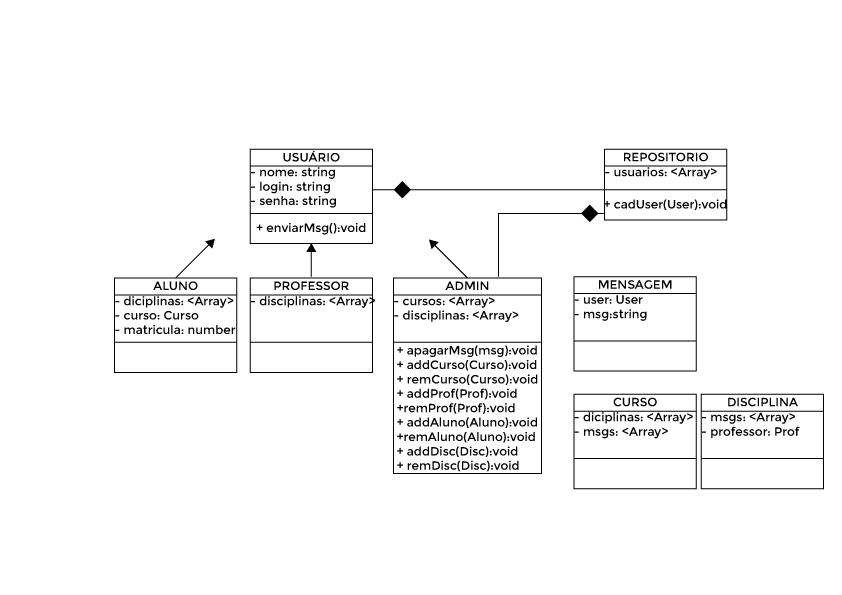 USUÁRIO
- nome: string
- login: string
- senha: string
+ enviarMsg():void
REPOSITORIO
- usuarios: <Array>
+ cadUser(User):void
ALUNO
- diciplinas: <Array>
- curso: Curso
- matricula: number
PROFESSOR
- disciplinas: <Array>
ADMIN
- cursos: <Array>
- disciplinas: <Array>
+ apagarMsg(msg):void
+ addCurso(Curso):void
+ remCurso(Curso):void
+ addProf(Prof):void
+remProf(Prof):void
+ addAluno(Aluno):void
+remAluno(Aluno):void
+ addDisc(Disc):void
+ remDisc(Disc):void
MENSAGEM
- user: User
- msg:string
CURSO
- diciplinas: <Array>
- msgs: <Array>
DISCIPLINA
- msgs: <Array>
- professor: Prof